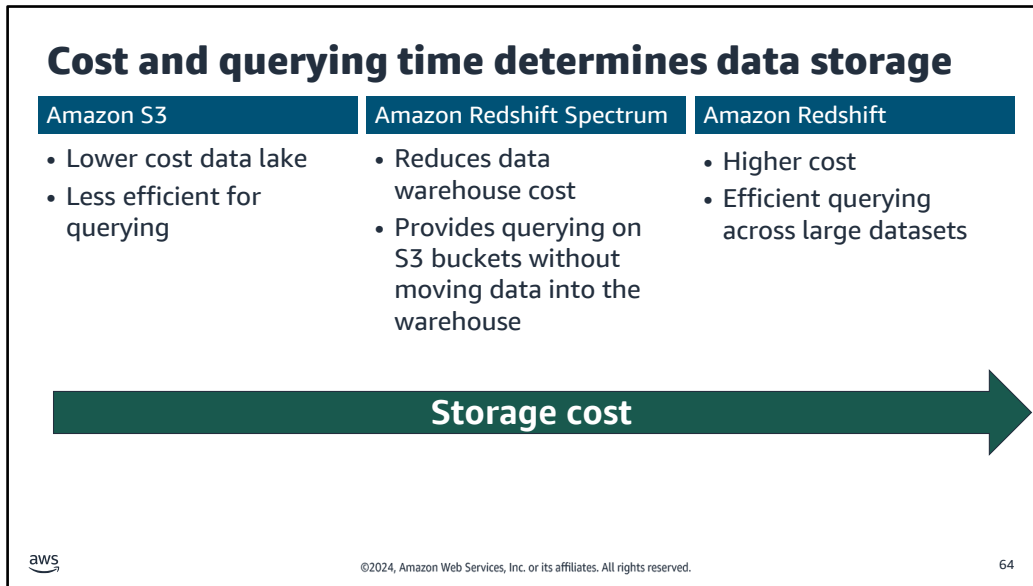 Cost and querying time determines data storage
Amazon S3
• Lower cost data lake
• Less efficient for
querying
Amazon Redshift Spectrum
• Reduces data
warehouse cost
• Provides querying on
S3 buckets without
moving data into the
warehouse
Amazon Redshift
• Higher cost
• Efficient querying
across large datasets
Storage cost
aws
©2024, Amazon Web Services, Inc. or its affiliates. All rights reserved.
64